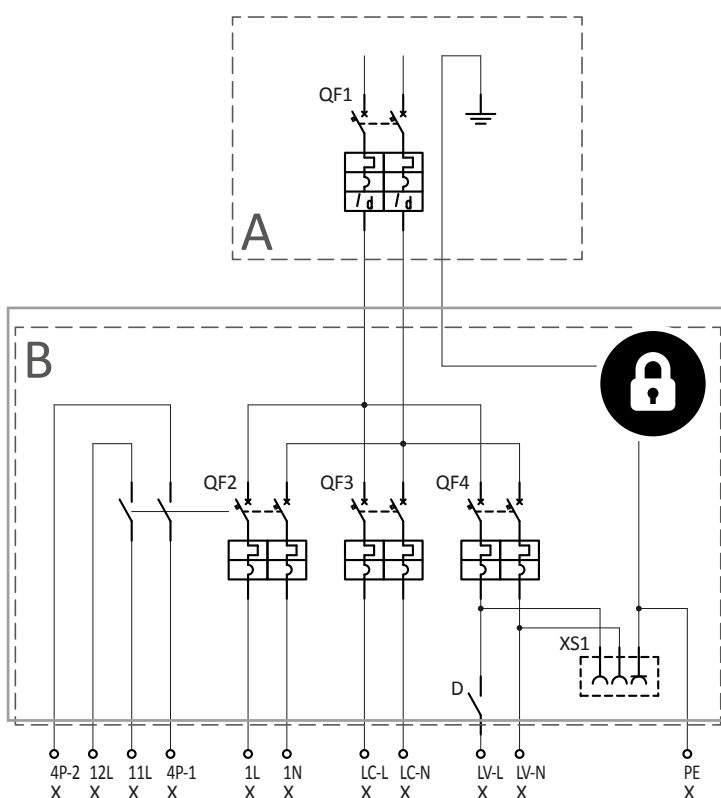 QF1
/d /d
A
B
QF2 QF3 QF4
XS1
D
4P-2 12L 11L 4P-1 1L 1N LC-L LC-N LV-L LV-N PE
X X X X X X X X X X X